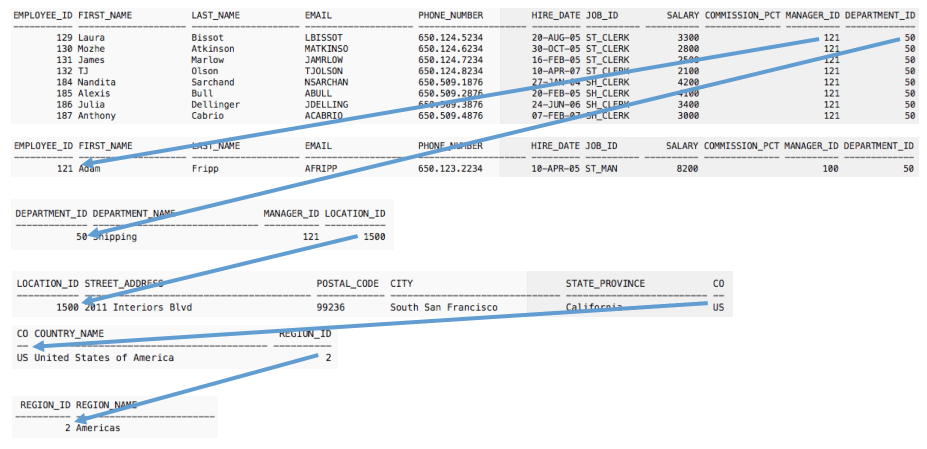 EMPLOYEE_ID FIRST_NAME LAST_NAME EMAIL PHONE_NUMBER HIRE_DATE JOB_ID SALARY COMMISSION_PCT MANAGER_ID DEPARTMENT_ID
129 Laura Bissot LBISSOT 650.124.5234 20-AUG-05 ST_CLERK 3300 121 50
130 Mozhe Atkinson MATKINSO 650.124.6234 30-OCT-05 ST_CLERK 2800 121 50
131 James Marlow JAMRLOW 650.124.7234 16-FEB-05 ST_CLERK 2500 121 50
132 TJ Olson TJOLSON 650.124.8234 10-APR-07 ST_CLERK 2100 121 50
184 Nandita Sarchand NSARCHAN 650.509.1876 27-JAN-04 SH_CLERK 4200 121 50
185 Alexis Bull ABULL 650.509.2876 20-FEB-05 SH_CLERK 4100 121 50
186 Julia Dellinger JDELLING 650.509.3876 24-JUN-06 SH_CLERK 3400 121 50
187 Anthony Cabrio ACABRIO 650.509.4876 07-FEB-07 SH_CLERK 3000 121 50
EMPLOYEE_ID FIRST_NAME LAST_NAME EMAIL PHONE_NUMBER HIRE_DATE JOB_ID SALARY COMMISSION_PCT MANAGER_ID DEPARTMENT_ID
121 Adam Fripp AFRIPP 650.123.2234 10-APR-05 ST_MAN 8200 100 50
DEPARTMENT_ID DEPARTMENT_NAME MANAGER_ID LOCATION_ID
50 Shipping 121 1500
LOCATION_ID STREET_ADDRESS POSTAL_CODE CITY STATE_PROVINCE CO
1500 2011 Interiors Blvd 99236 South San Francisco California US
CO COUNTRY_NAME REGION_ID
US United States of America 2
REGION_ID REGION_NAME
2 Americas